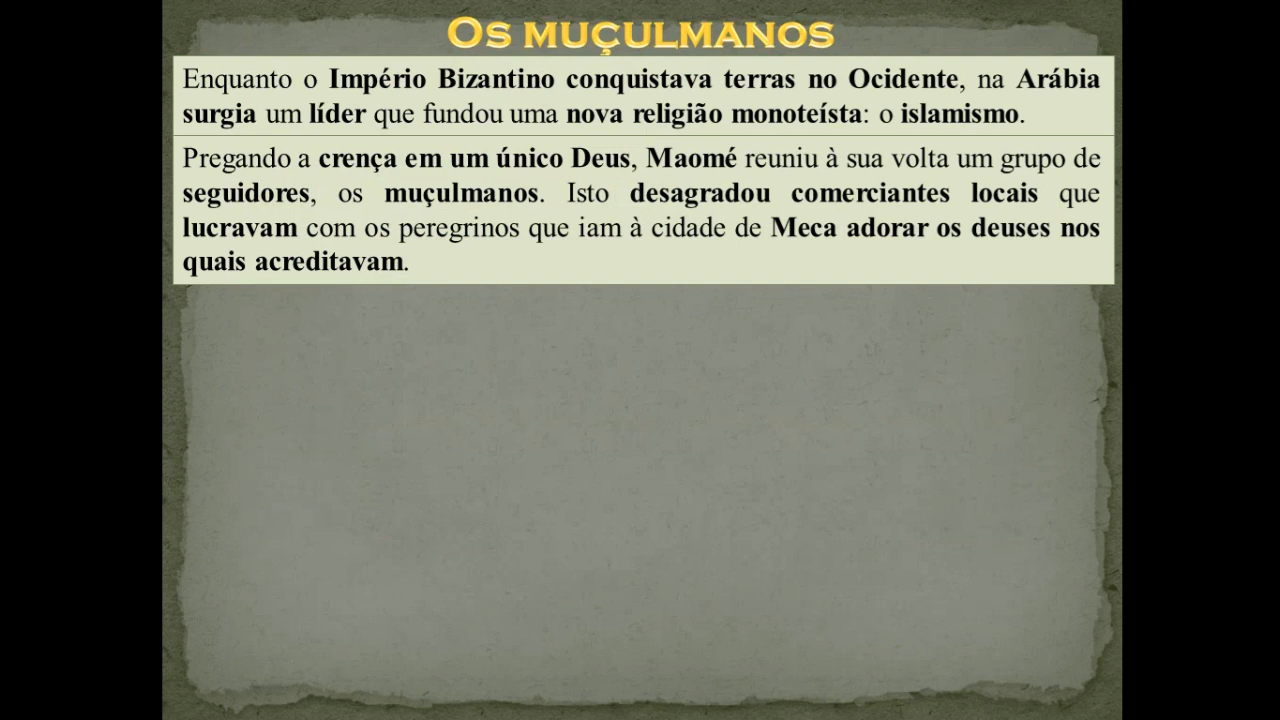 Os muçulmanos
Enquanto o Império Bizantino conquistava terras no Ocidente, na Arábia
surgia um líder que fundou uma nova religião monoteísta: o islamismo.
Pregando a crença em um único Deus, Maomé reuniu à sua volta um grupo de
seguidores, os muçulmanos. Isto desagradou comerciantes locais que
lucravam com os peregrinos que iam à cidade de Meca adorar os deuses nos
quais acreditavam.